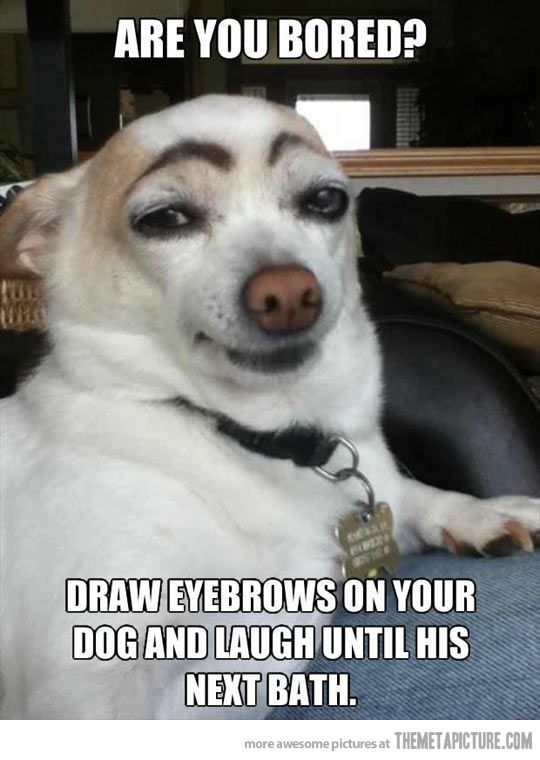 ARE YOU BORED?
DRAW EYEBROWS ON YOUR
DOG AND LAUGH UNTIL HIS
NEXT BATH.
more awesome pictures at THEMETAPICTURE.COM